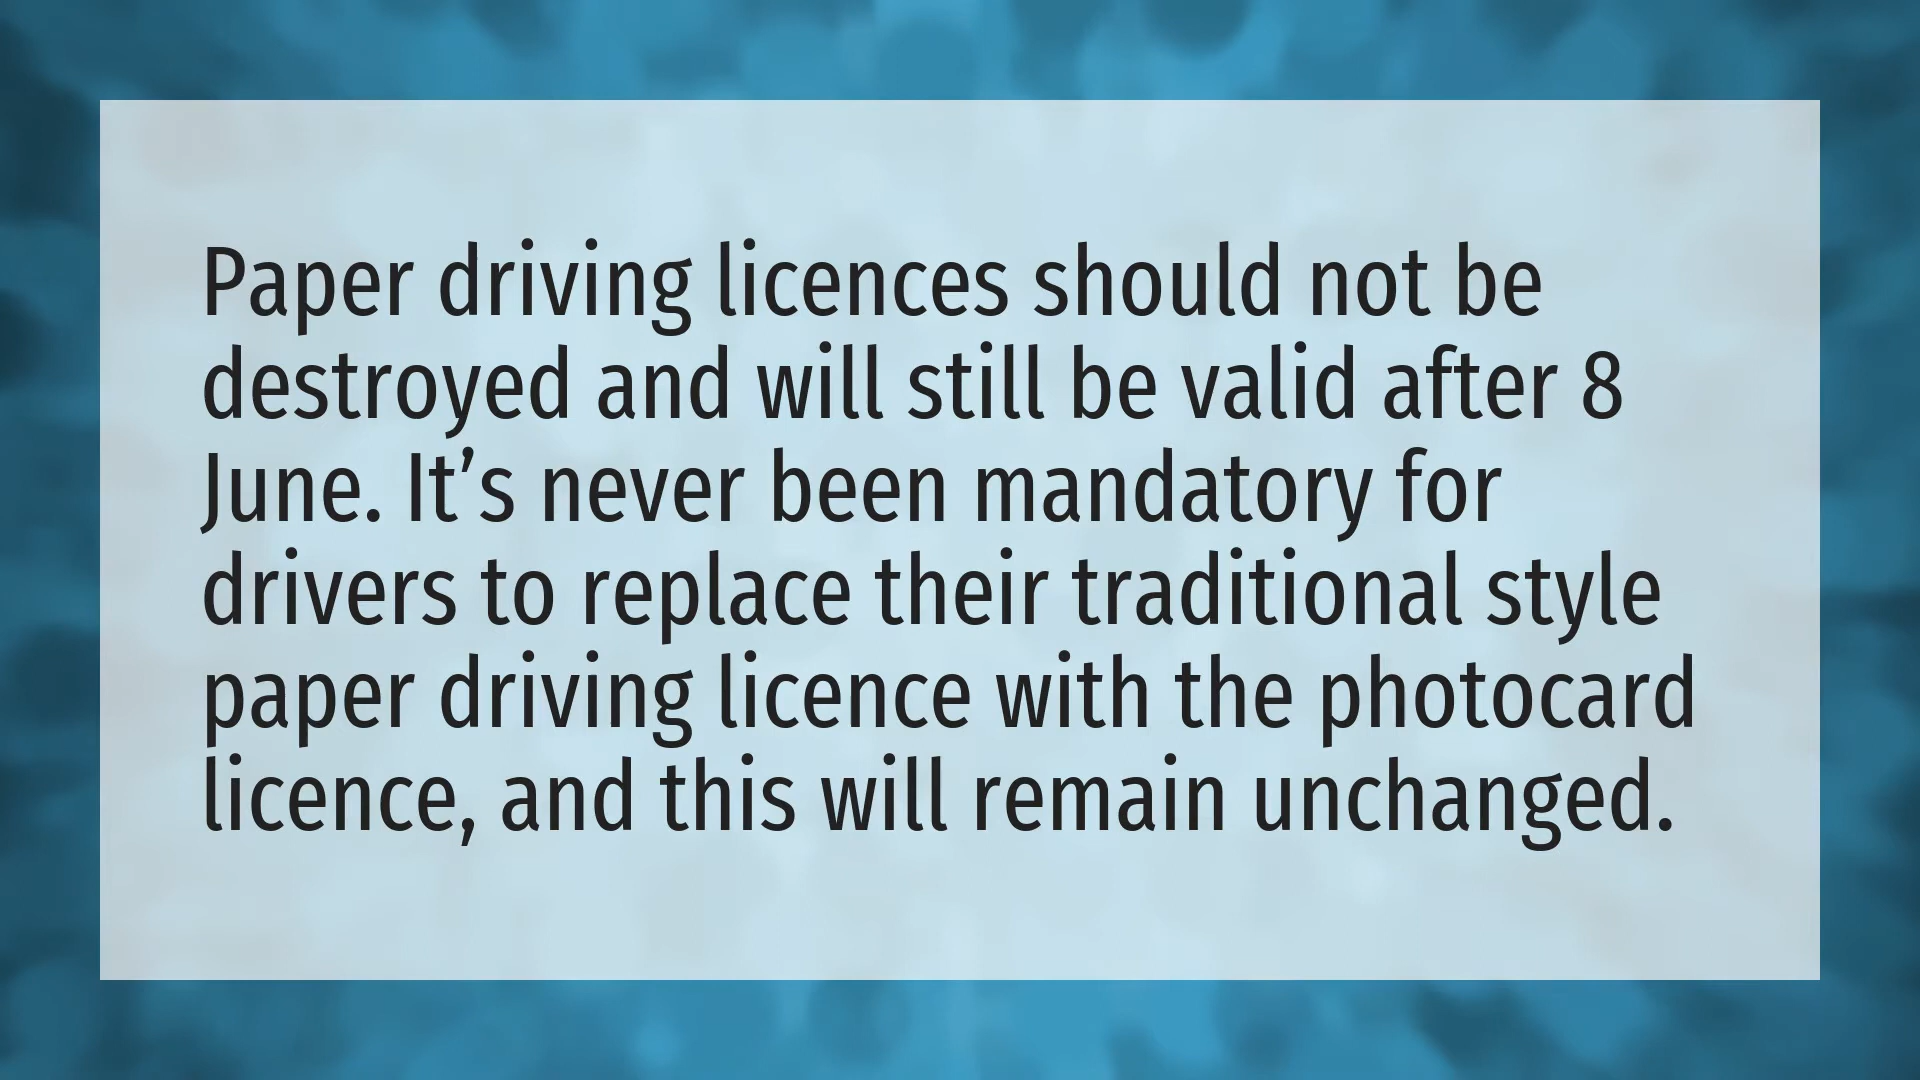 Paper driving licences should not be
destroyed and will still be valid after 8
June. It’s never been mandatory for
drivers to replace their traditional style
paper driving licence with the photocard
licence, and this will remain unchanged.